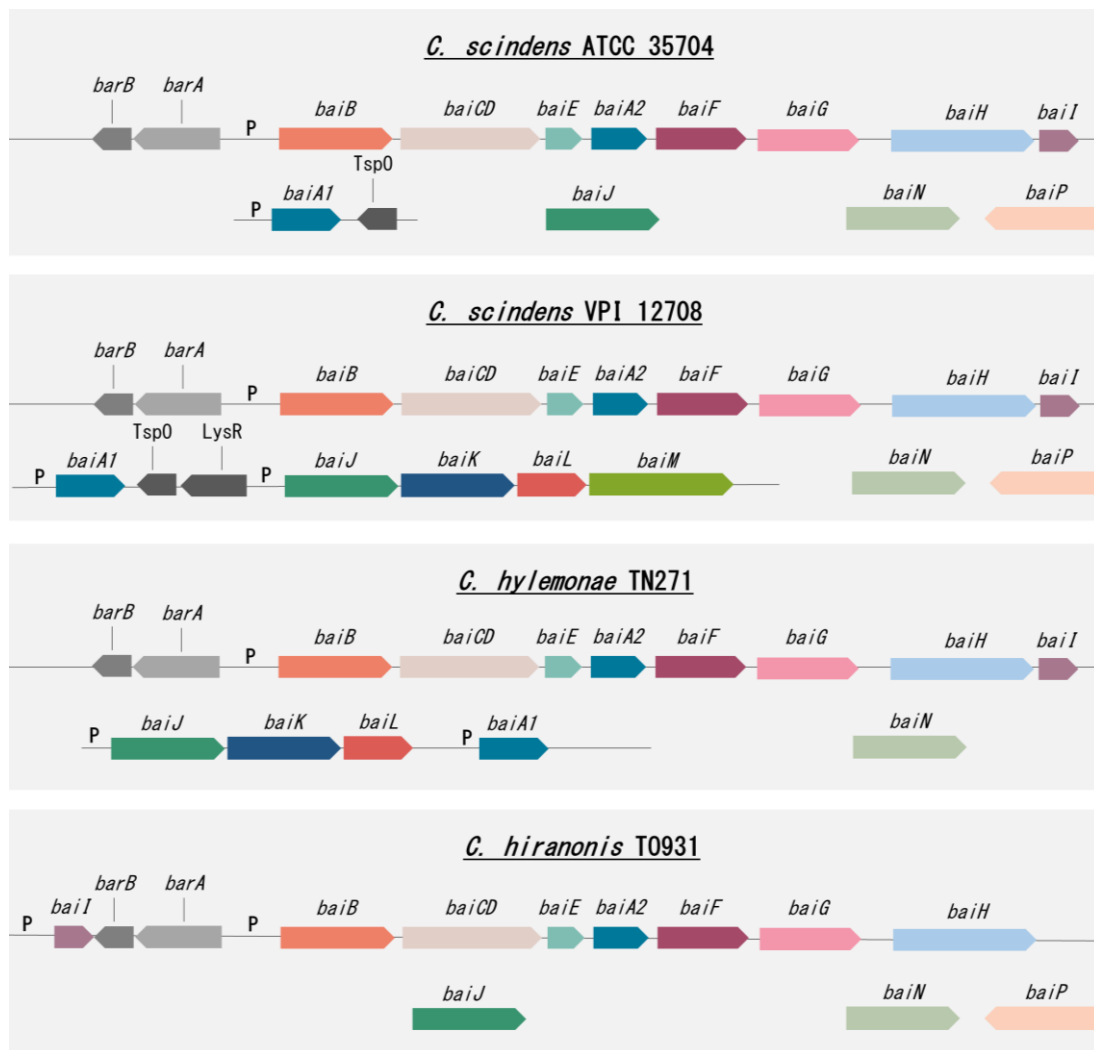 C. scindens ATCC 35704
barB barA
P baiB baiCD baiE baiA2 baiF baiG baiH baiI
TspO
P baiA1 baiJ baiN baiP
C. scindens VPI 12708
barB barA
P baiB baiCD baiE baiA2 baiF baiG baiH baiI
TspO LysR
P baiA1 P baiJ baiK baiL baiM baiN baiP
C. hylemonae TN271
barB barA
P baiB baiCD baiE baiA2 baiF baiG baiH baiI
P baiJ baiK baiL P baiA1 baiN
C. hiranonis TO931
barB barA
P baiI P baiB baiCD baiE baiA2 baiF baiG baiH
baiJ baiN baiP